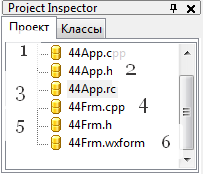 Project Inspector
Проект Классы
1 44App.cpp
44App.h 2
3 44App.rc
44Frm.cpp 4
5 44Frm.h
44Frm.wxform 6